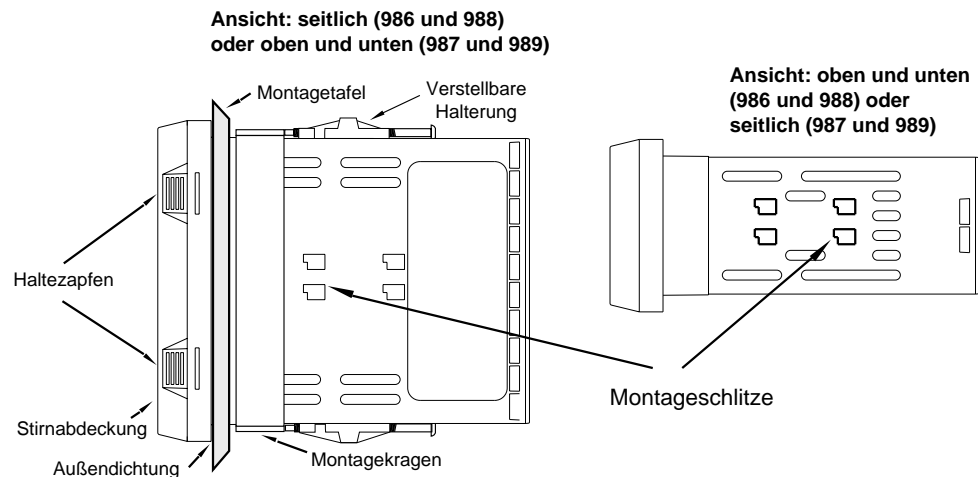 Ansicht: seitlich (986 und 988)
oder oben und unten (987 und 989)
Montagetafel
Verstellbare
Halterung
Ansicht: oben und unten
(986 und 988) oder
seitlich (987 und 989)
Haltezapfen
Montageschlitze
Stirnabdeckung
Außendichtung
Montagekragen